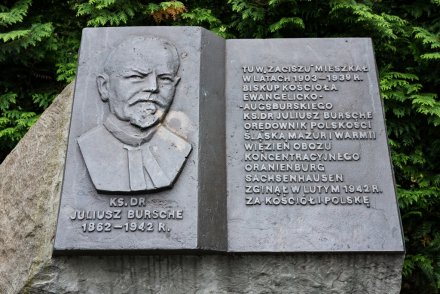 KS. DR
JULIUSZ BURSCHE
1862–1942 R.
TU W „ZACISZU" MIESZKAŁ
W LATACH 1903–1939 R.
BISKUP KOŚCIOŁA
EWANGELICKO-
AUGSBURSKIEGO
KS. DR JULIUSZ BURSCHE
ORĘDOWNIK POLSKOŚCI
ŚLĄSKA MAZUR I WARMII
WIĘZIEŃ OBOZU
KONCENTRACYJNEGO
ORANIENBURG
SACHSENHAUSEN
ZGINĄŁ W LUTYM 1942 R.
ZA KOŚCIÓŁ I POLSKĘ